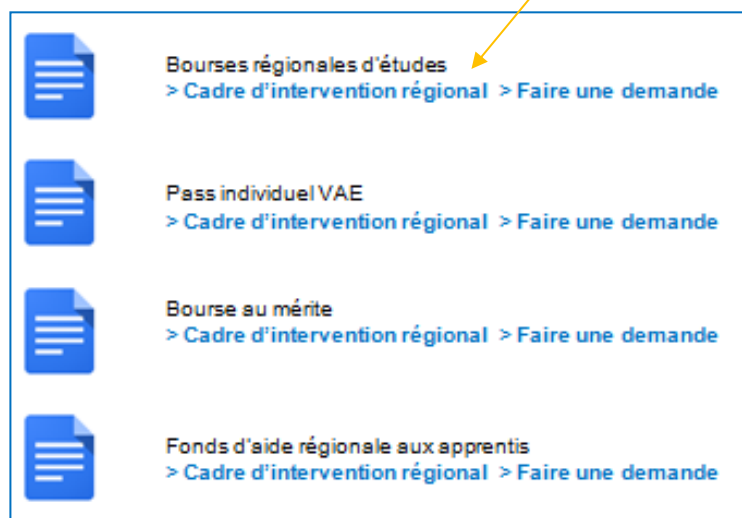 Bourses régionales d'études
> Cadre d'intervention régional > Faire une demande
Pass individuel VAE
> Cadre d'intervention régional > Faire une demande
Bourse au mérite
> Cadre d'intervention régional > Faire une demande
Fonds d'aide régionale aux apprentis
> Cadre d'intervention régional > Faire une demande